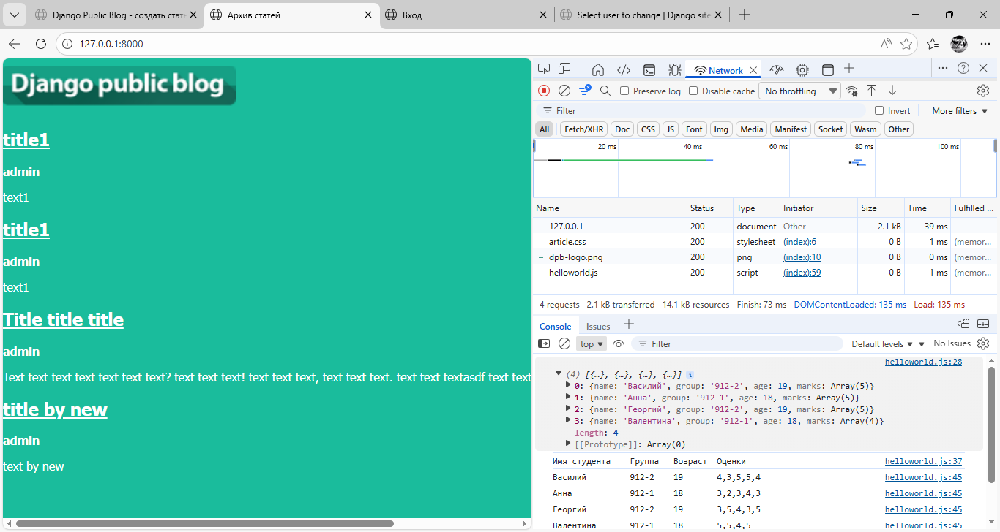 Django Public Blog - создать стат
Архив статей
Вход
Select user to change | Django site
127.0.0.1:8000
Django public blog
title1
admin
text1
title1
admin
text1
Title title title
admin
Text text text text text text text? text text text! text text text, text text text. text text textasdf text text
title by new
admin
text by new
Network
Preserve log
Disable cache
No throttling
Filter
Invert
More filters
All
Fetch/XHR
Doc
CSS
JS
Font
Img
Media
Manifest
Socket
Wasm
Other
20 ms
40 ms
60 ms
80 ms
100 ms
Name Status Type Initiator Size Time Fulfilled ...
127.0.0.1 200 document Other 2.1 kB 39 ms
article.css 200 stylesheet (index):6 0 B 1 ms (memor...
dpb-logo.png 200 png (index):10 0 B 0 ms (memor...
helloworld.js 200 script (index):59 0 B 1 ms (memor...
4 requests 2.1 kB transferred 14.1 kB resources Finish: 73 ms DOMContentLoaded: 135 ms Load: 135 ms
Console Issues
top Filter Default levels No Issues
helloworld.js:28
(4) [{…}, {…}, {…}, {…}] i
0: {name: 'Василий', group: '912-2', age: 19, marks: Array(5)}
1: {name: 'Анна', group: '912-1', age: 18, marks: Array(5)}
2: {name: 'Георгий', group: '912-2', age: 19, marks: Array(5)}
3: {name: 'Валентина', group: '912-1', age: 18, marks: Array(4)}
length: 4
[[Prototype]]: Array(0)
Имя студента Группа Возраст Оценки helloworld.js:37
Василий 912-2 19 4,3,5,5,4 helloworld.js:45
Анна 912-1 18 3,2,3,4,3 helloworld.js:45
Георгий 912-2 19 3,5,4,3,5 helloworld.js:45
Валентина 912-1 18 5,5,4,5 helloworld.js:45